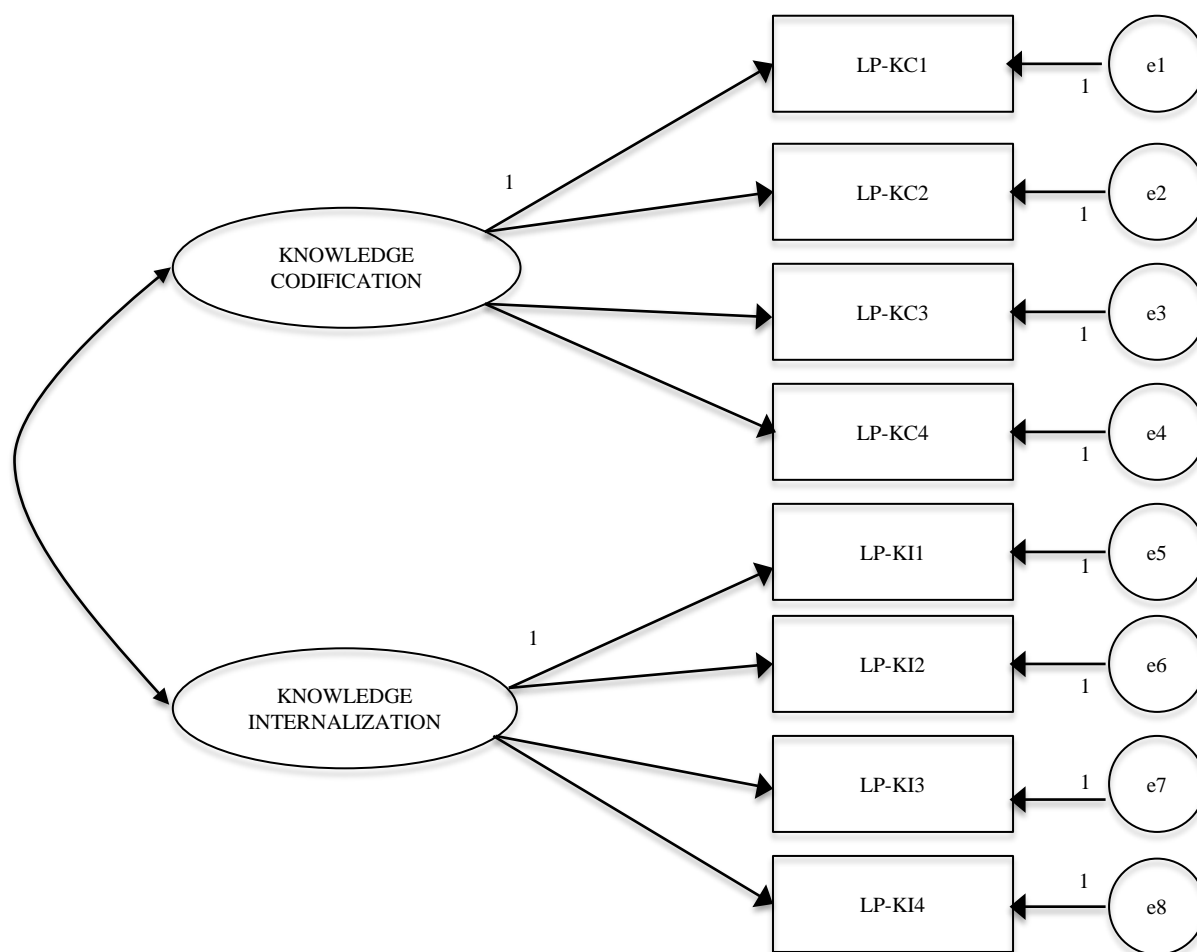 LP-KC1
e1
1
1
LP-KC2
e2
1
KNOWLEDGE
CODIFICATION
LP-KC3
e3
1
LP-KC4
e4
1
LP-KI1
e5
1
1
LP-KI2
e6
1
KNOWLEDGE
INTERNALIZATION
LP-KI3
e7
1
LP-KI4
e8
1